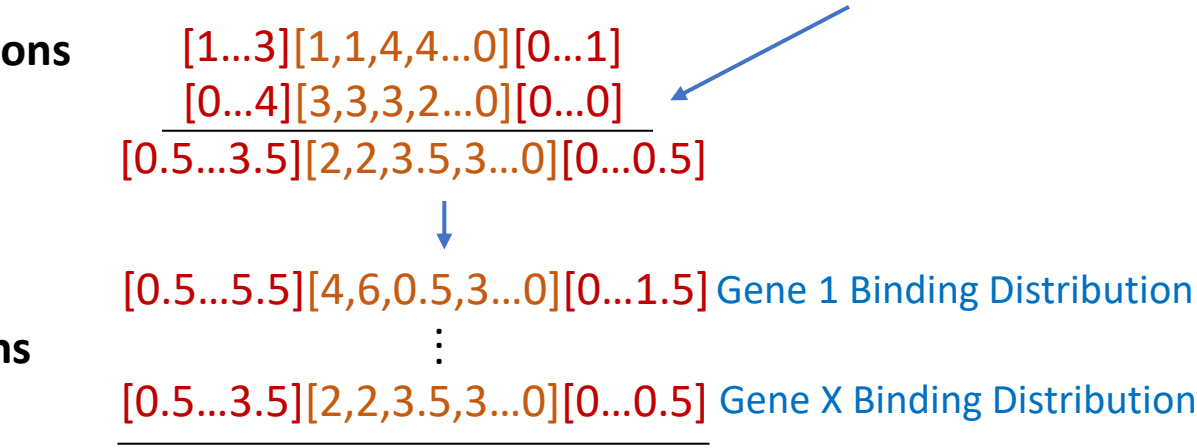 ons [1...3][1,1,4,4...0][0...1]
[0...4][3,3,3,2...0][0...0]
[0.5...3.5][2,2,3.5,3...0][0...0.5]
[0.5...5.5][4,6,0.5,3...0][0...1.5] Gene 1 Binding Distribution
⋮
ns
[0.5...3.5][2,2,3.5,3...0][0...0.5] Gene X Binding Distribution